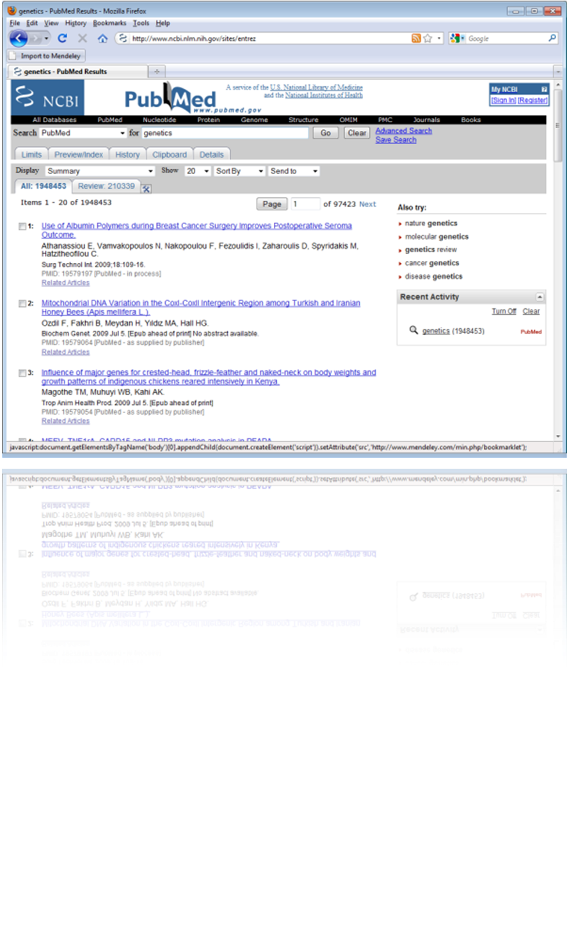 genetics - PubMed Results - Mozilla Firefox
File Edit View History Bookmarks Tools Help
http://www.ncbi.nlm.nih.gov/sites/entrez
Google
Import to Mendeley
genetics - PubMed Results
NCBI
PubMed
www.pubmed.gov
A service of the U.S. National Library of Medicine
and the National Institutes of Health
My NCBI
[Sign In] [Register]
All Databases PubMed Nucleotide Protein Genome Structure OMIM PMC Journals Books
Search PubMed for genetics Go Clear Advanced Search
Save Search
Limits Preview/Index History Clipboard Details
Display Summary Show 20 Sort By Send to
All: 1948453 Review: 210339
Items 1 - 20 of 1948453
Page 1 of 97423 Next
1: Use of Albumin Polymers during Breast Cancer Surgery Improves Postoperative Seroma
Outcome.
Athanassiou E, Vamvakopoulos N, Nakopoulou F, Fezoulidis I, Zaharoulis D, Spyridakis M,
Hatzitheofilou C.
Surg Technol Int. 2009;18:109-16.
PMID: 19579197 [PubMed - in process]
Related Articles
2: Mitochondrial DNA Variation in the CoxI-CoxII Intergenic Region among Turkish and Iranian
Honey Bees (Apis mellifera L.).
Ozdil F, Fakhri B, Meydan H, Yıldız MA, Hall HG.
Biochem Genet. 2009 Jul 5. [Epub ahead of print] No abstract available.
PMID: 19579064 [PubMed - as supplied by publisher]
Related Articles
3: Influence of major genes for crested-head, frizzle-feather and naked-neck on body weights and
growth patterns of indigenous chickens reared intensively in Kenya.
Magothe TM, Muhuyi WB, Kahi AK.
Trop Anim Health Prod. 2009 Jul 5. [Epub ahead of print]
PMID: 19579054 [PubMed - as supplied by publisher]
Related Articles
Also try:
nature genetics
molecular genetics
genetics review
cancer genetics
disease genetics
Recent Activity
Turn Off Clear
genetics (1948453) PubMed
javascript:document.getElementsByTagName('body')[0].appendChild(document.createElement('script')).setAttribute('src','http://www.mendeley.com/min.php/bookmarklet');